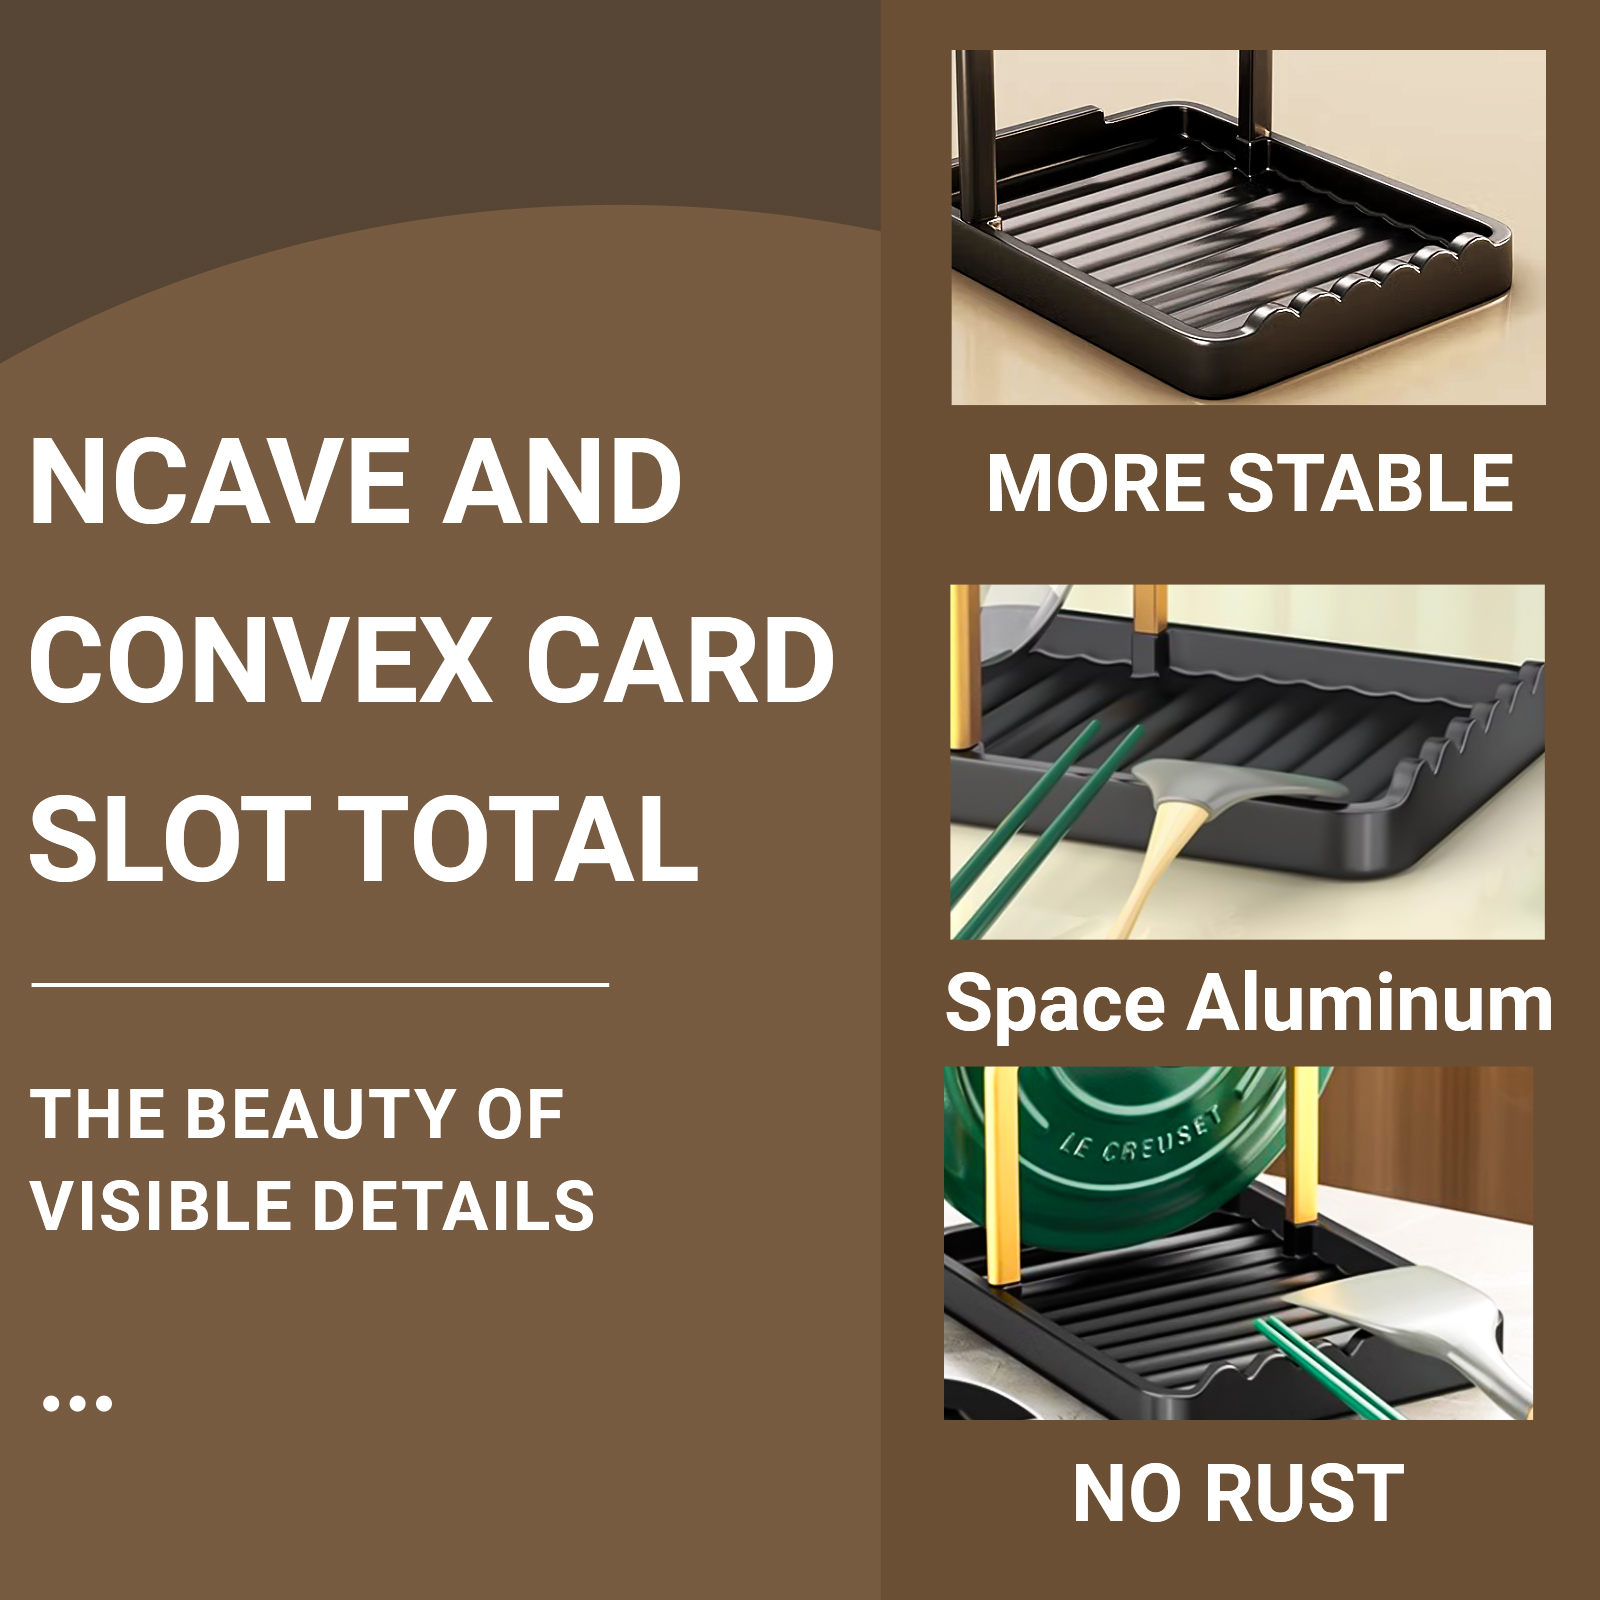 NCAVE AND
CONVEX CARD
SLOT TOTAL
THE BEAUTY OF
VISIBLE DETAILS
...
MORE STABLE
Space Aluminum
LE CREUSET
NO RUST